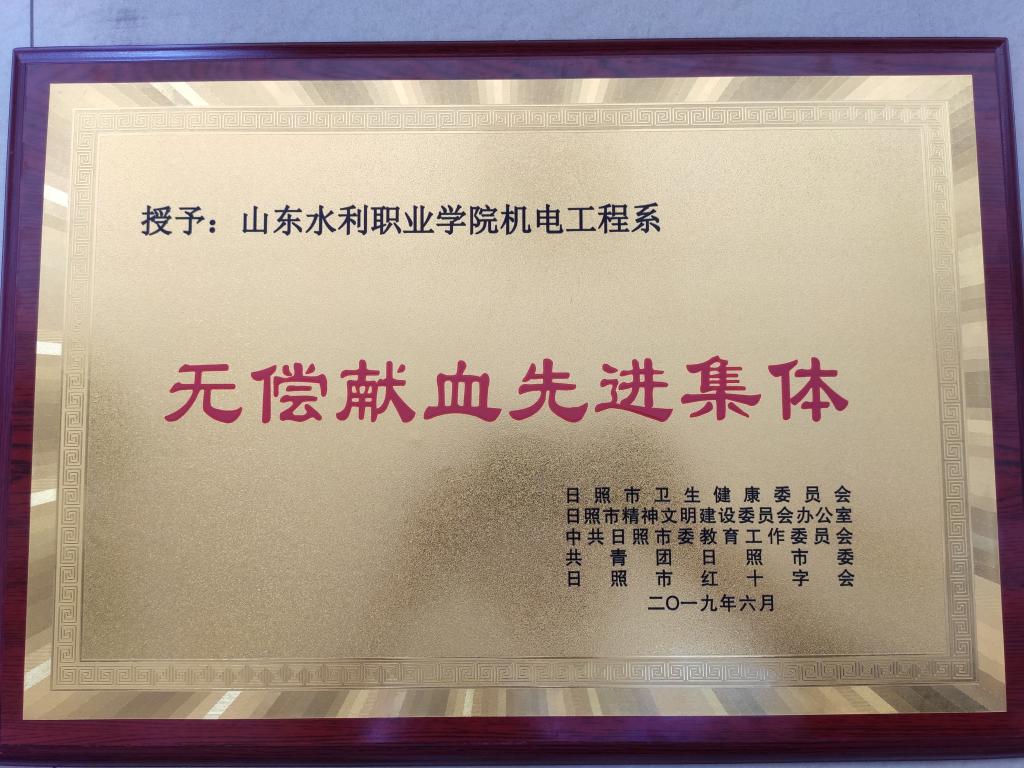 授予：山东水利职业学院机电工程系
无偿献血先进集体
日照市卫生健康委员会
日照市精神文明建设委员会办公室
中共日照市委教育工作委员会
共青团日照市委
日照市红十字会
二〇一九年六月